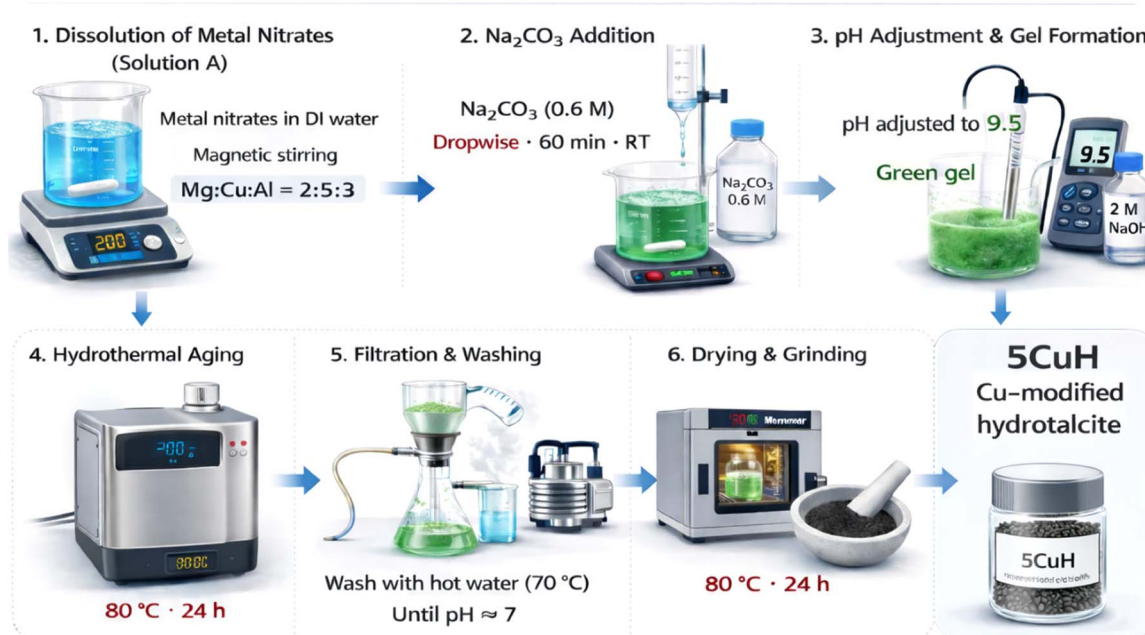 1. Dissolution of Metal Nitrates
(Solution A)
Metal nitrates in DI water
Magnetic stirring
Mg:Cu:Al = 2:5:3
200
2. Na₂CO₃ Addition
Na₂CO₃ (0.6 M)
Dropwise · 60 min · RT
Na₂CO₃
0.6 M
3. pH Adjustment & Gel Formation
pH adjusted to 9.5
Green gel
9.5
2 M
NaOH
4. Hydrothermal Aging
80 °C · 24 h
5. Filtration & Washing
Wash with hot water (70 °C)
Until pH ≈ 7
6. Drying & Grinding
80 °C · 24 h
5CuH
Cu-modified
hydrotalcite
5CuH